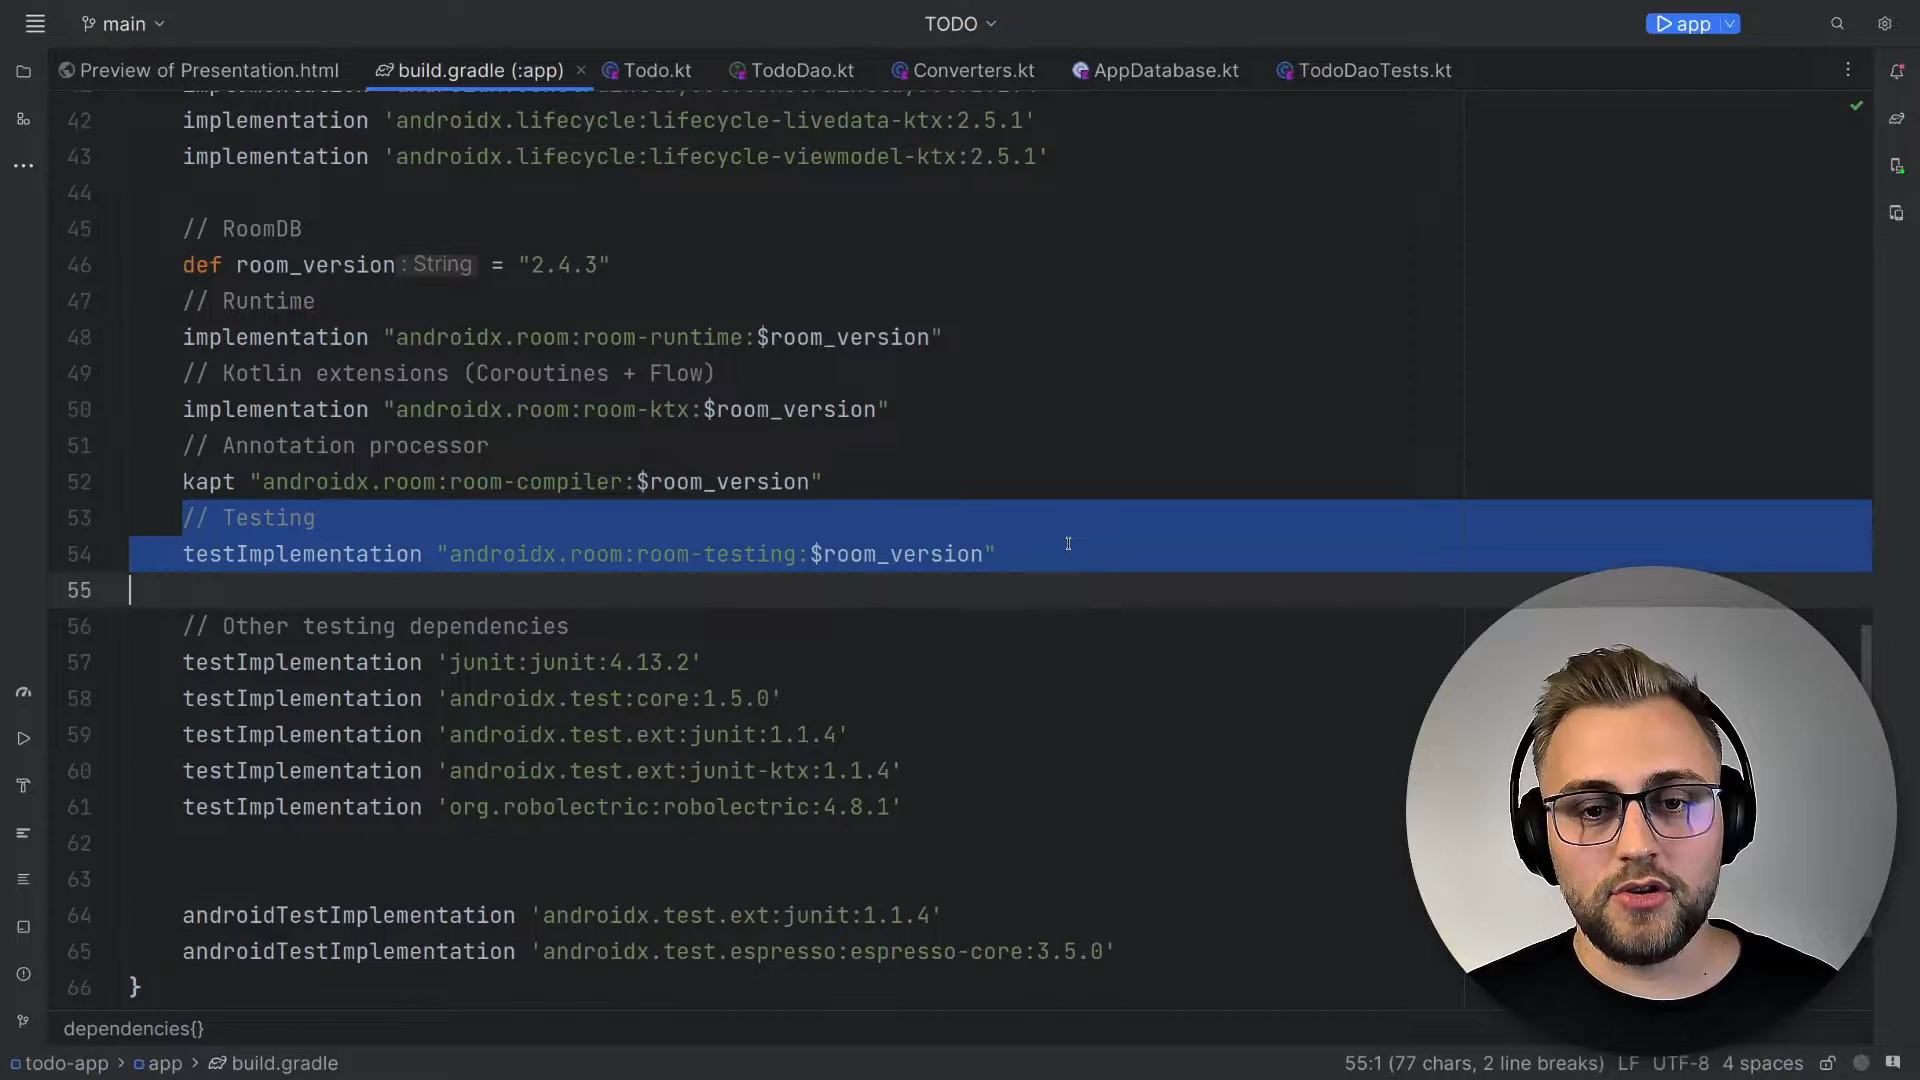 main
TODO
app
Preview of Presentation.html
build.gradle (:app)
Todo.kt
TodoDao.kt
Converters.kt
AppDatabase.kt
TodoDaoTests.kt
42 implementation 'androidx.lifecycle:lifecycle-livedata-ktx:2.5.1'
43 implementation 'androidx.lifecycle:lifecycle-viewmodel-ktx:2.5.1'
44
45 // RoomDB
46 def room_version : String = "2.4.3"
47 // Runtime
48 implementation "androidx.room:room-runtime:$room_version"
49 // Kotlin extensions (Coroutines + Flow)
50 implementation "androidx.room:room-ktx:$room_version"
51 // Annotation processor
52 kapt "androidx.room:room-compiler:$room_version"
53 // Testing
54 testImplementation "androidx.room:room-testing:$room_version"
55
56 // Other testing dependencies
57 testImplementation 'junit:junit:4.13.2'
58 testImplementation 'androidx.test:core:1.5.0'
59 testImplementation 'androidx.test.ext:junit:1.1.4'
60 testImplementation 'androidx.test.ext:junit-ktx:1.1.4'
61 testImplementation 'org.robolectric:robolectric:4.8.1'
62
63
64 androidTestImplementation 'androidx.test.ext:junit:1.1.4'
65 androidTestImplementation 'androidx.test.espresso:espresso-core:3.5.0'
66 }
dependencies{}
todo-app > app > build.gradle
55:1 (77 chars, 2 line breaks) LF UTF-8 4 spaces